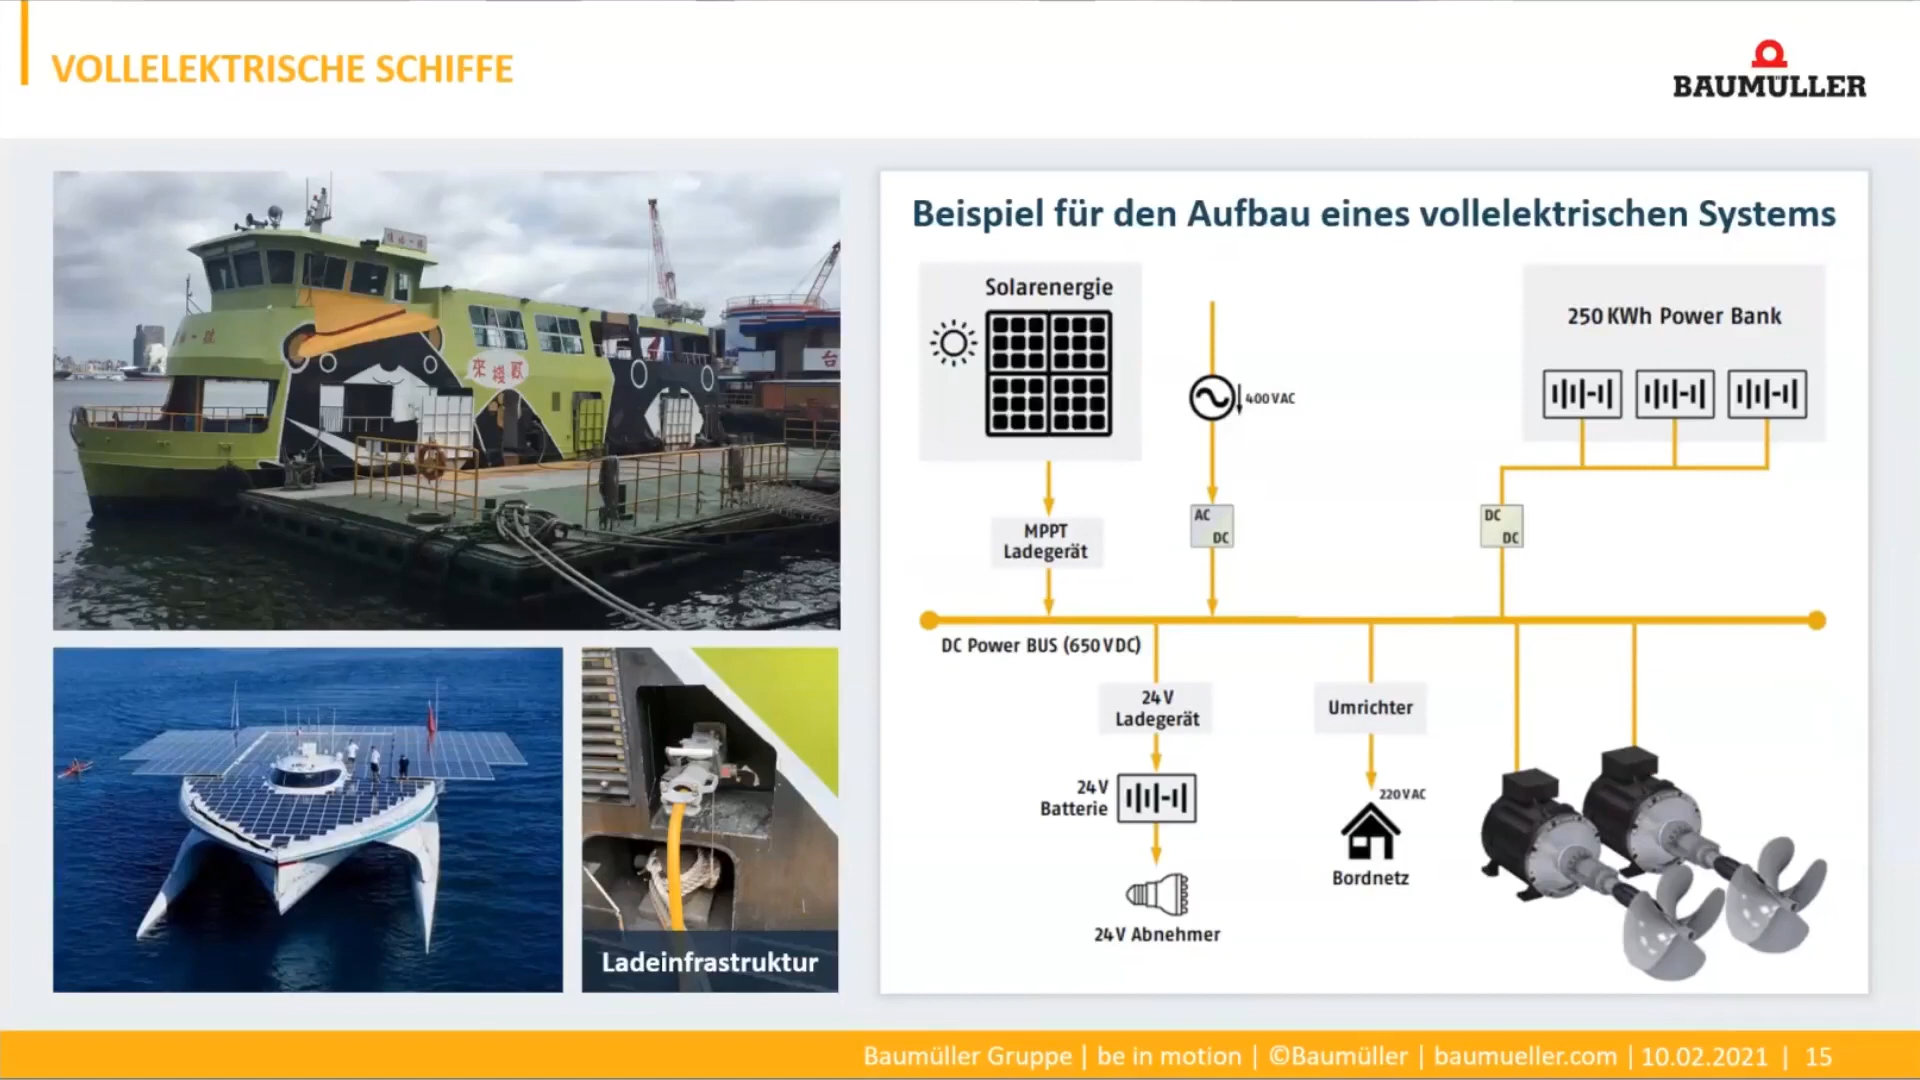 VOLLELEKTRISCHE SCHIFFE
BAUMÜLLER
來
Ladeinfrastruktur
Beispiel für den Aufbau eines vollelektrischen Systems
Solarenergie
400 VAC
250 KWh Power Bank
MPPT
Ladegerät
AC
DC
DC
DC
DC Power BUS (650 VDC)
24 V
Ladegerät
Umrichter
24 V
Batterie
220 VAC
Bordnetz
24V Abnehmer
Baumüller Gruppe | be in motion | ©Baumüller | baumueller.com | 10.02.2021 | 15